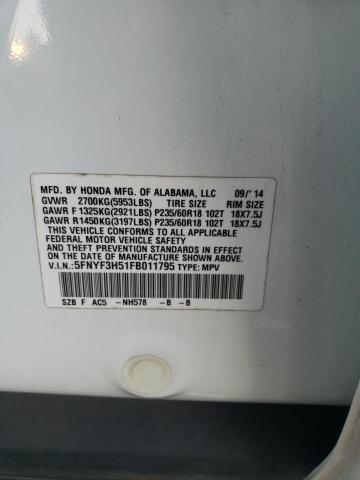 MFD. BY HONDA MFG. OF ALABAMA, LLC 09/'14
GVWR 2700KG(5953LBS) TIRE SIZE RIM SIZE
GAWR F 1325KG(2921LBS) P235/60R18 102T 18X7.5J
GAWR R1450KG(3197LBS) P235/60R18 102T 18X7.5J
THIS VEHICLE CONFORMS TO ALL APPLICABLE
FEDERAL MOTOR VEHICLE SAFETY
AND THEFT PREVENTION STANDARDS IN EFFECT ON
THE DATE OF MANUFACTURE SHOWN ABOVE.
V.I.N.: 5FNYF3H51FB011795 TYPE: MPV
SZB F AC5 -NH578 -B -B